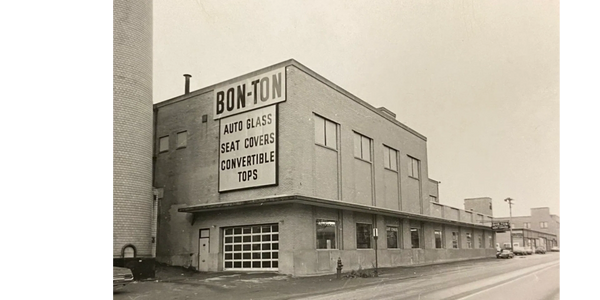 BON-TON
AUTO GLASS
SEAT COVERS
CONVERTIBLE
TOPS